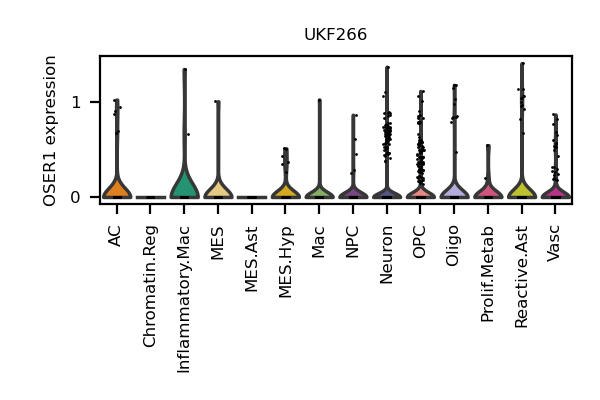 UKF266
OSER1 expression
1
0
AC
Chromatin.Reg
Inflammatory.Mac
MES
MES.Ast
MES.Hyp
Mac
NPC
Neuron
OPC
Oligo
Prolif.Metab
Reactive.Ast
Vasc